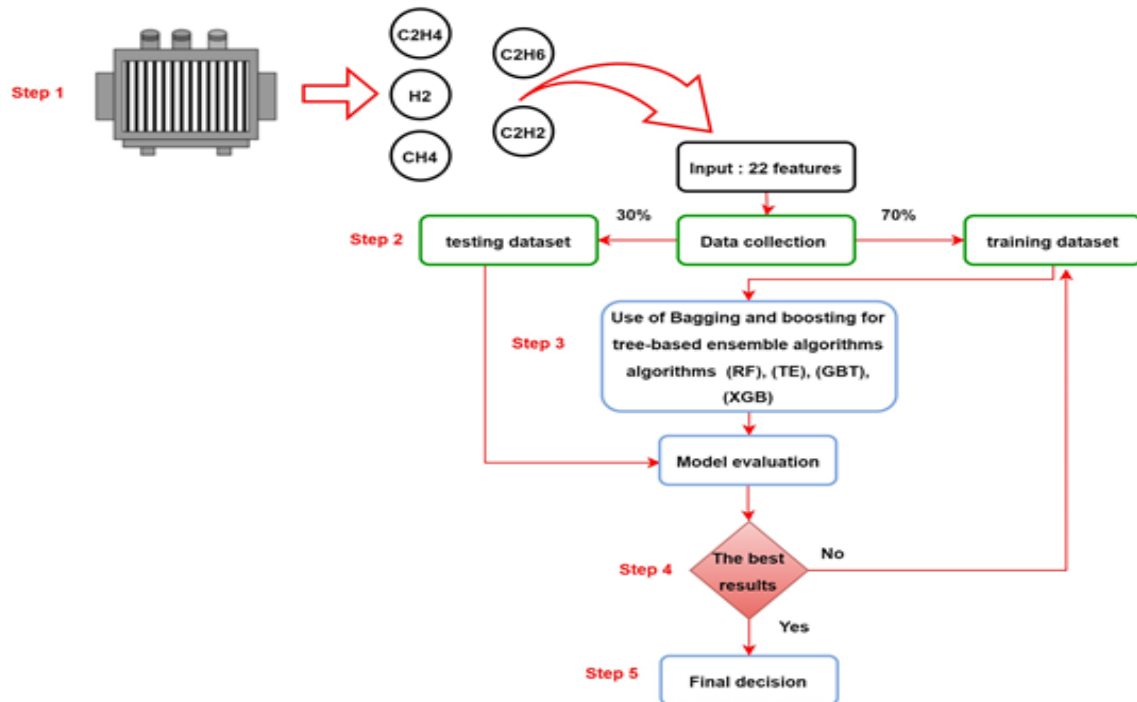 C2H4
C2H6
Step 1
H2
C2H2
CH4
Input : 22 features
30%
70%
Step 2
testing dataset
Data collection
training dataset
Use of Bagging and boosting for
tree-based ensemble algorithms
algorithms (RF), (TE), (GBT),
(XGB)
Step 3
Model evaluation
The best
results
No
Step 4
Yes
Step 5
Final decision